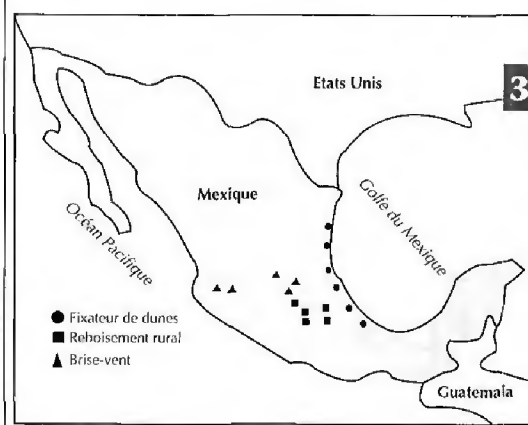 Etats Unis
3
Mexique
Golfe du Mexique
Océan Pacifique
Fixateur de dunes
Reboisement rural
Brise-vent
Guatemala